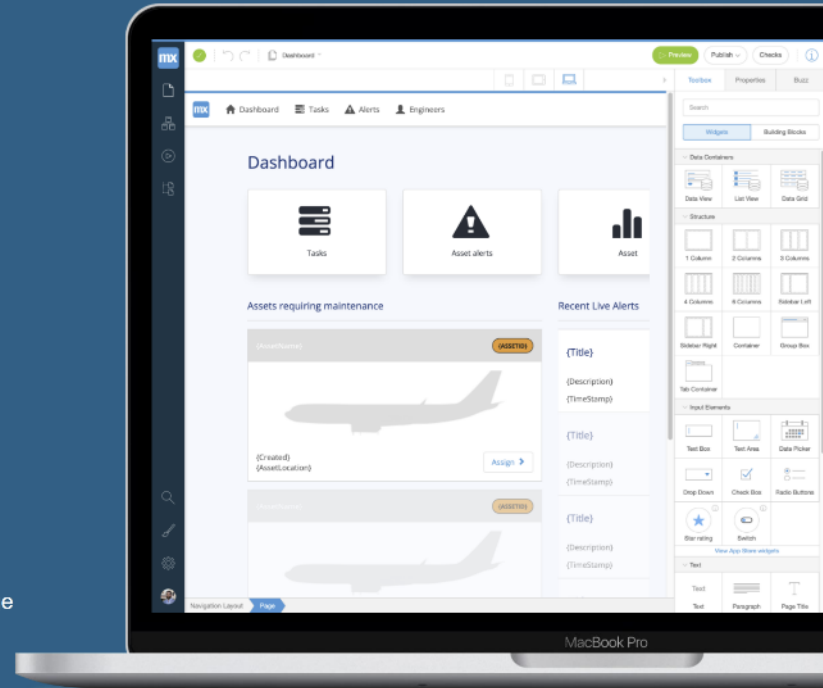 mx
Dashboard
Preview
Publish
Checks
Toolbox
Properties
Buzz
mx
Dashboard
Tasks
Alerts
Engineers
Search
Widgets
Building Blocks
Dashboard
Data Containers
Data View
List View
Data Grid
Structure
Tasks
Asset alerts
Asset
1 Column
2 Columns
3 Columns
4 Columns
6 Columns
Sidebar Left
Assets requiring maintenance
Recent Live Alerts
Sidebar Right
Container
Group Box
{AssetName}
{ASSETID}
{Title}
{Description}
{TimeStamp}
Tab Container
Input Elements
{Title}
Text Box
Text Area
Date Picker
{Created}
{AssetLocation}
Assign
{Description}
{TimeStamp}
Drop Down
Check Box
Radio Buttons
{AssetName}
{ASSETID}
{Title}
Star rating
Switch
{Description}
{TimeStamp}
View App Store widgets
Text
Text
Text
Paragraph
Page Title
e
Navigation Layout
Page
MacBook Pro